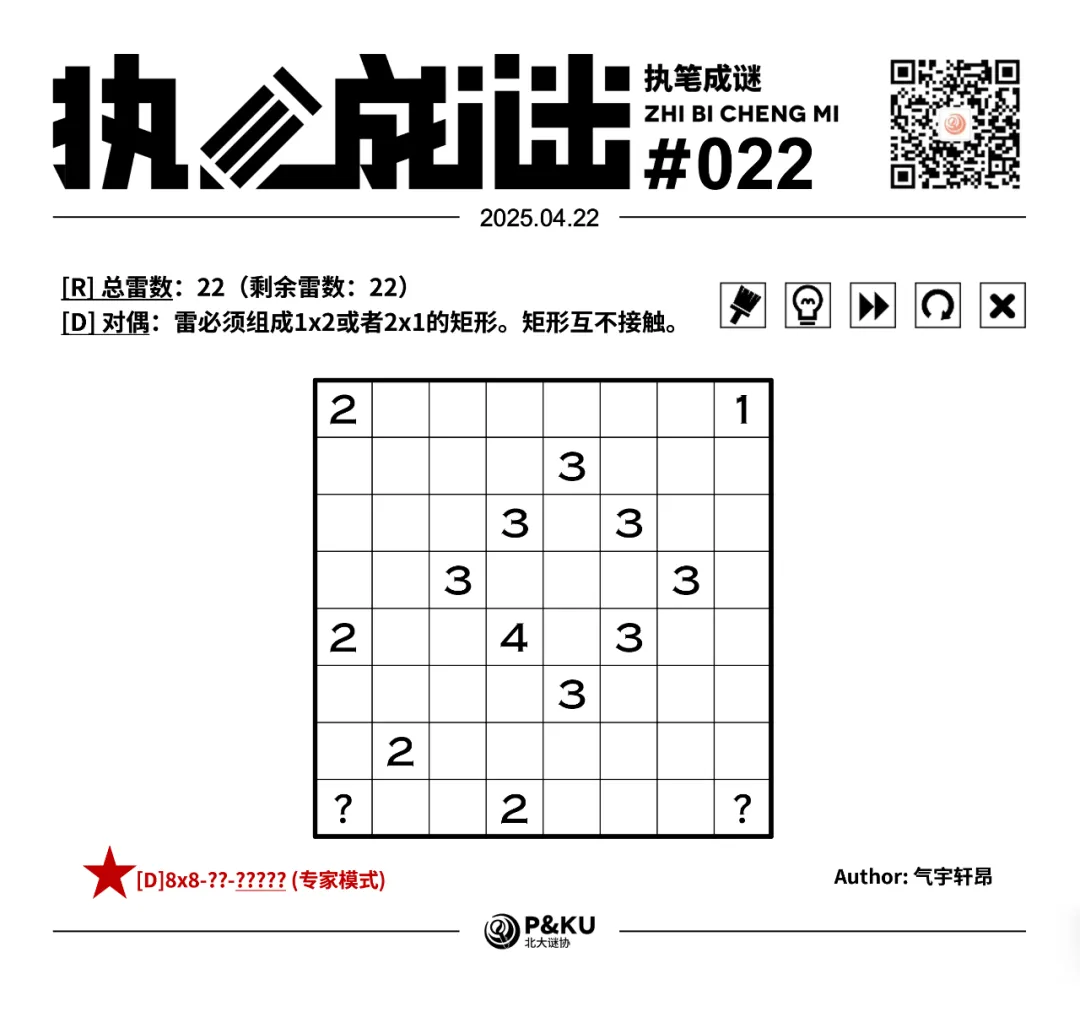 执笔成谜
执笔成谜
ZHI BI CHENG MI
#022
2025.04.22
[R] 总雷数：22（剩余雷数：22）
[D] 对偶：雷必须组成1x2或者2x1的矩形。矩形互不接触。
2 1
3
3 3
3 3
2 4 3
3
2
? 2 ?
[D]8x8-??-????? (专家模式)
Author: 气宇轩昂
P&KU
北大谜协